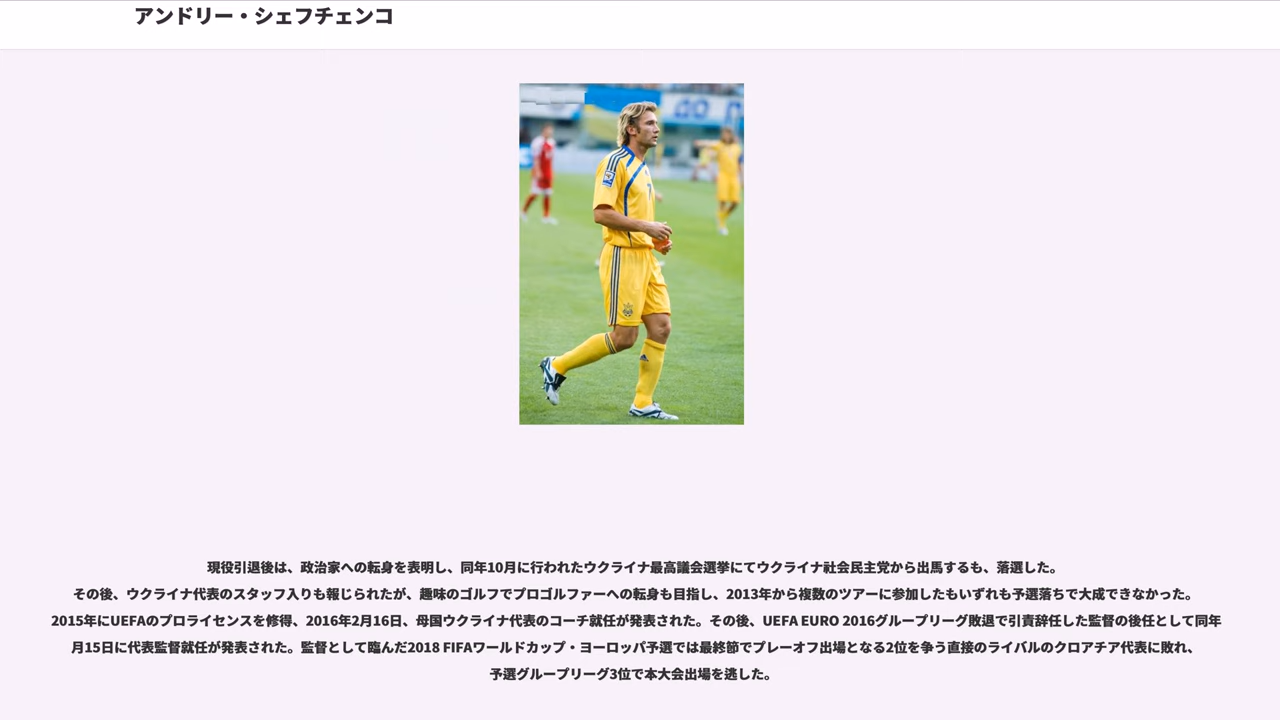 アンドリー・シェフチェンコ
現役引退後は、政治家への転身を表明し、同年10月に行われたウクライナ最高議会選挙にてウクライナ社会民主党から出馬するも、落選した。
その後、ウクライナ代表のスタッフ入りも報じられたが、趣味のゴルフでプロゴルファーへの転身も目指し、2013年から複数のツアーに参加したもいずれも予選落ちで大成できなかった。
2015年にUEFAのプロライセンスを修得、2016年2月16日、母国ウクライナ代表のコーチ就任が発表された。その後、UEFA EURO 2016グループリーグ敗退で引責辞任した監督の後任として同年
月15日に代表監督就任が発表された。監督として臨んだ2018 FIFAワールドカップ・ヨーロッパ予選では最終節でプレーオフ出場となる2位を争う直接のライバルのクロアチア代表に敗れ、
予選グループリーグ3位で本大会出場を逃した。